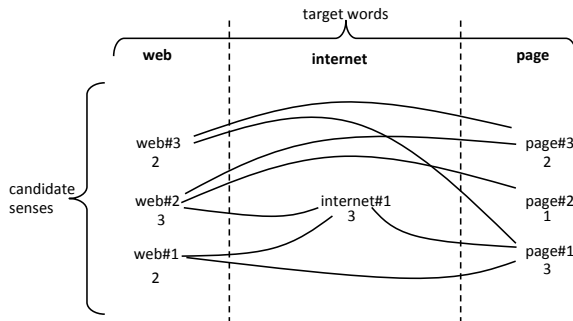 target words
web internet page
web#3 page#3
2 2
candidate
senses
web#2 internet#1 page#2
3 3 1
web#1 page#1
2 3